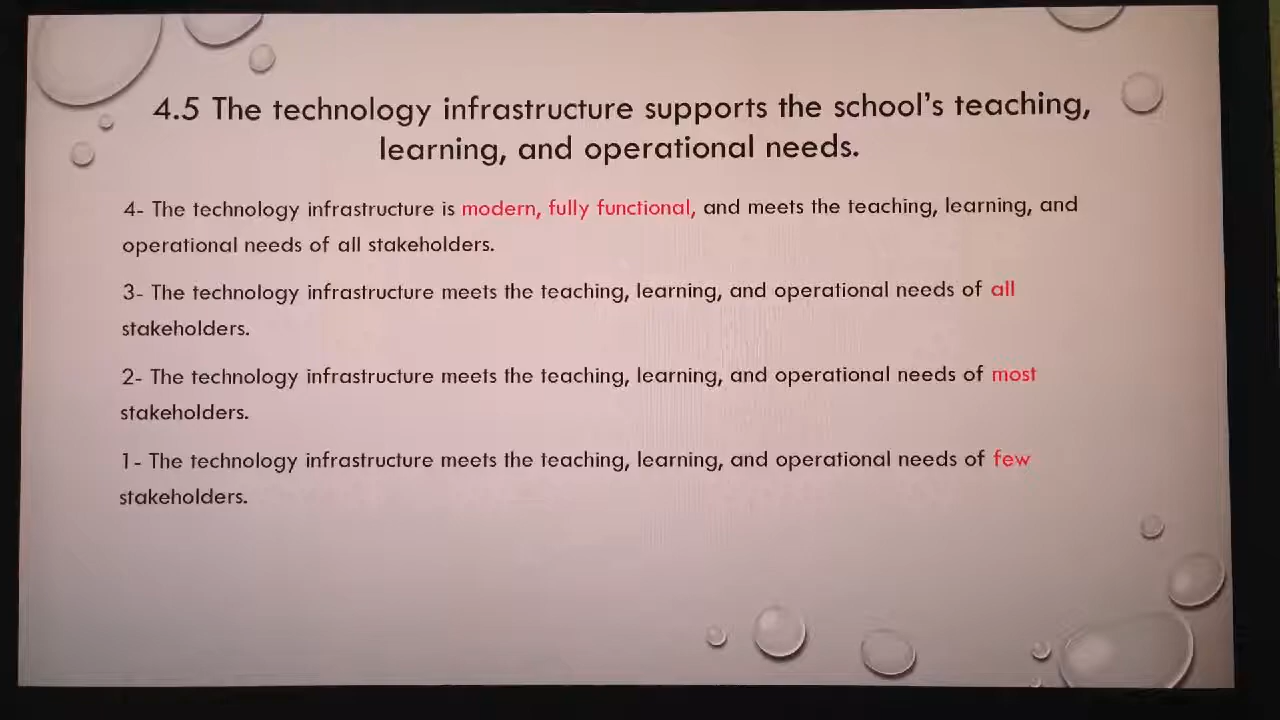 4.5 The technology infrastructure supports the school's teaching,
learning, and operational needs.
4- The technology infrastructure is modern, fully functional, and meets the teaching, learning, and
operational needs of all stakeholders.
3- The technology infrastructure meets the teaching, learning, and operational needs of all
stakeholders.
2- The technology infrastructure meets the teaching, learning, and operational needs of most
stakeholders.
1- The technology infrastructure meets the teaching, learning, and operational needs of few
stakeholders.